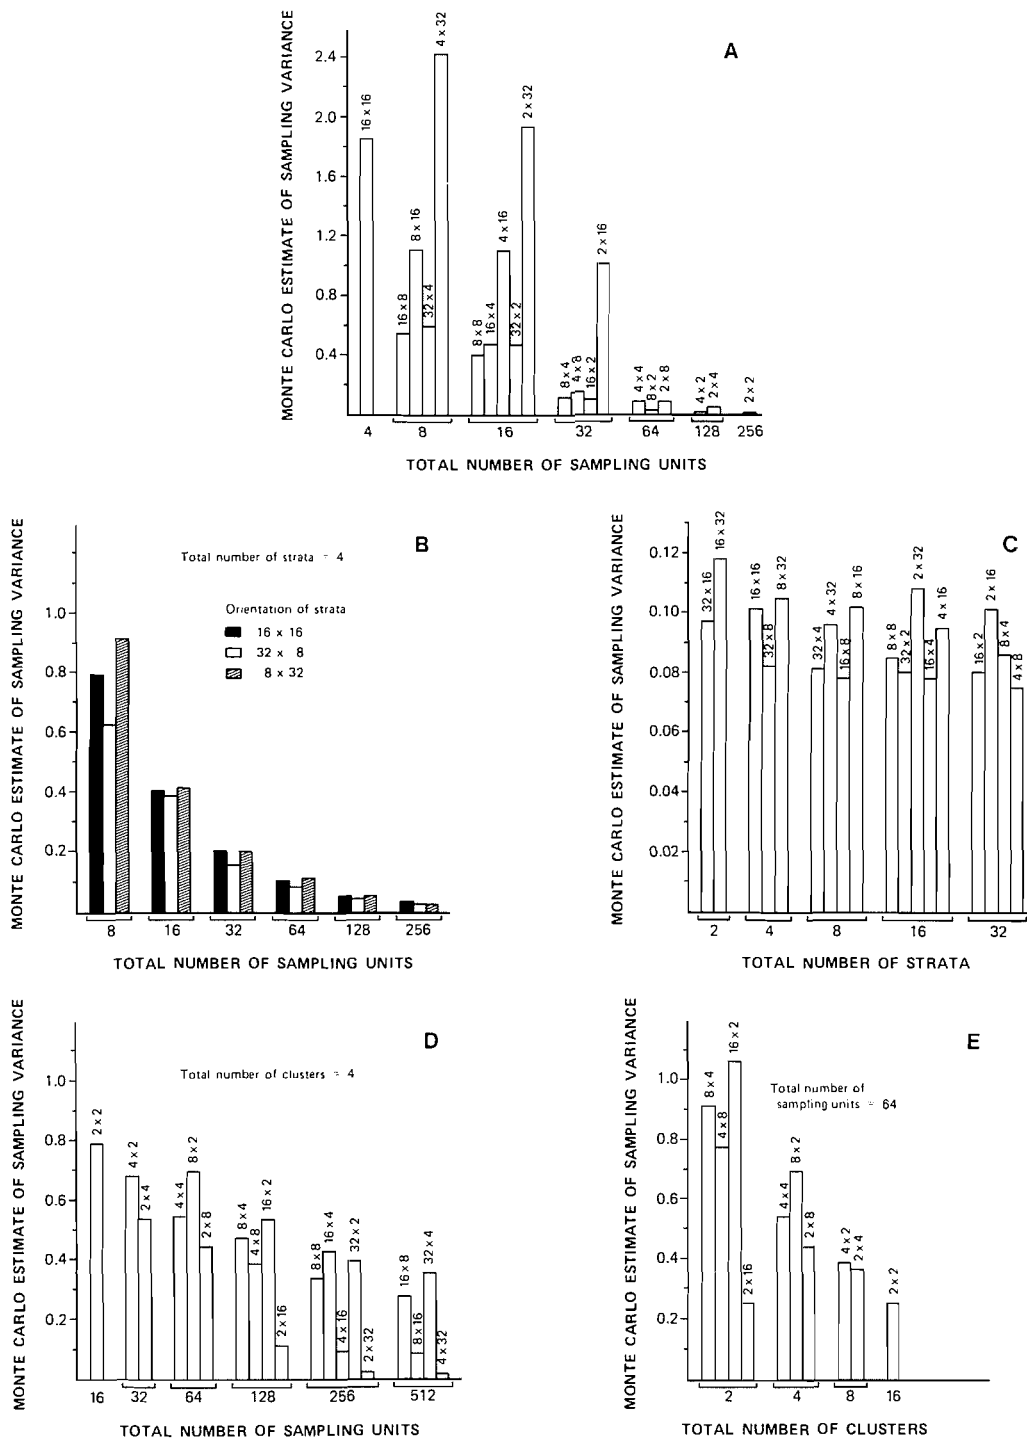 A
MONTE CARLO ESTIMATE OF SAMPLING VARIANCE
2.4
2.0
1.6
1.2
0.8
0.4
16 x 16
16 x 8
8 x 16
32 x 4
4 x 32
8 x 8
16 x 4
4 x 16
32 x 2
2 x 32
8 x 4
4 x 8
16 x 2
2 x 16
4 x 4
8 x 2
2 x 8
4 x 2
2 x 4
2 x 2
4 8 16 32 64 128 256
TOTAL NUMBER OF SAMPLING UNITS
B
MONTE CARLO ESTIMATE OF SAMPLING VARIANCE
Total number of strata = 4
Orientation of strata
16 x 16
32 x 8
8 x 32
1.0
0.8
0.6
0.4
0.2
8 16 32 64 128 256
TOTAL NUMBER OF SAMPLING UNITS
C
MONTE CARLO ESTIMATE OF SAMPLING VARIANCE
0.12
0.10
0.08
0.06
0.04
0.02
32 x 16
16 x 32
16 x 16
32 x 8
8 x 32
32 x 4
4 x 32
16 x 8
8 x 16
8 x 8
32 x 2
2 x 32
16 x 4
4 x 16
16 x 2
2 x 16
8 x 4
4 x 8
2 4 8 16 32
TOTAL NUMBER OF STRATA
D
MONTE CARLO ESTIMATE OF SAMPLING VARIANCE
Total number of clusters = 4
1.0
0.8
0.6
0.4
0.2
2 x 2
4 x 2
2 x 4
4 x 4
8 x 2
2 x 8
8 x 4
4 x 8
16 x 2
2 x 16
8 x 8
16 x 4
4 x 16
32 x 2
2 x 32
16 x 8
8 x 16
32 x 4
4 x 32
16 32 64 128 256 512
TOTAL NUMBER OF SAMPLING UNITS
E
MONTE CARLO ESTIMATE OF SAMPLING VARIANCE
Total number of
sampling units = 64
1.0
0.8
0.6
0.4
0.2
8 x 4
4 x 8
16 x 2
2 x 16
4 x 4
8 x 2
2 x 8
4 x 2
2 x 4
2 x 2
2 4 8 16
TOTAL NUMBER OF CLUSTERS